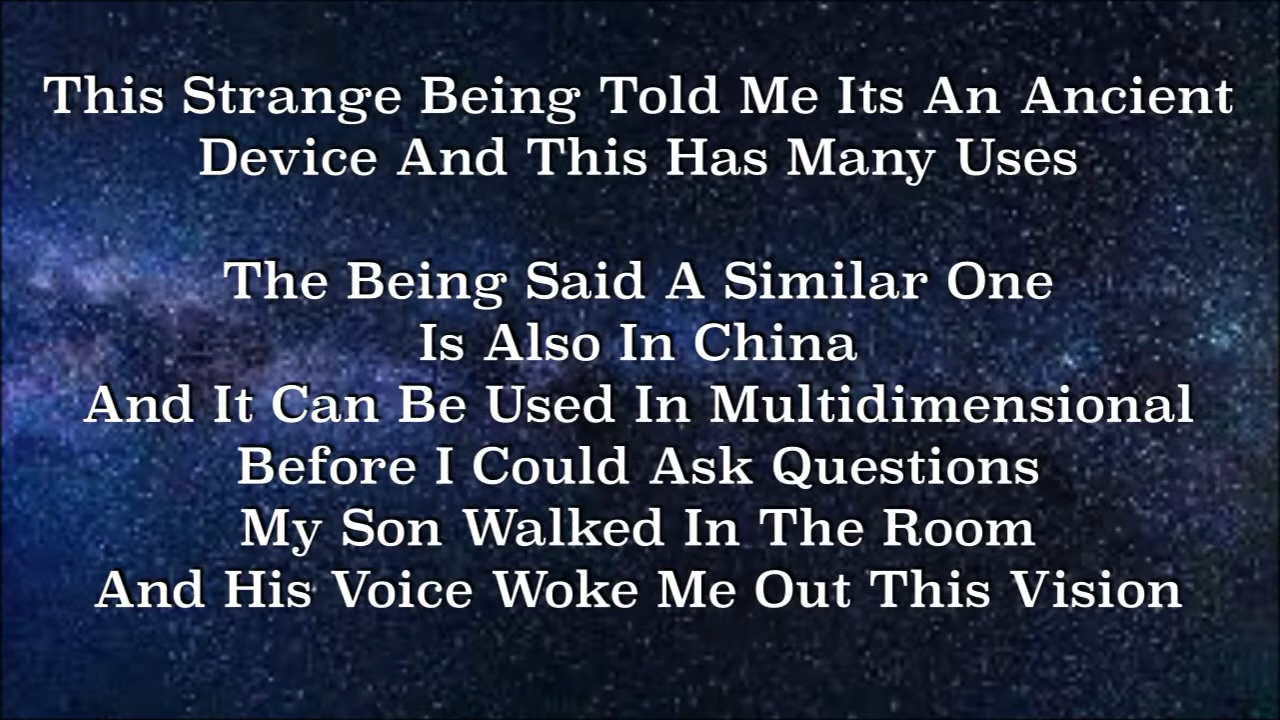 This Strange Being Told Me Its An Ancient
Device And This Has Many Uses
The Being Said A Similar One
Is Also In China
And It Can Be Used In Multidimensional
Before I Could Ask Questions
My Son Walked In The Room
And His Voice Woke Me Out This Vision